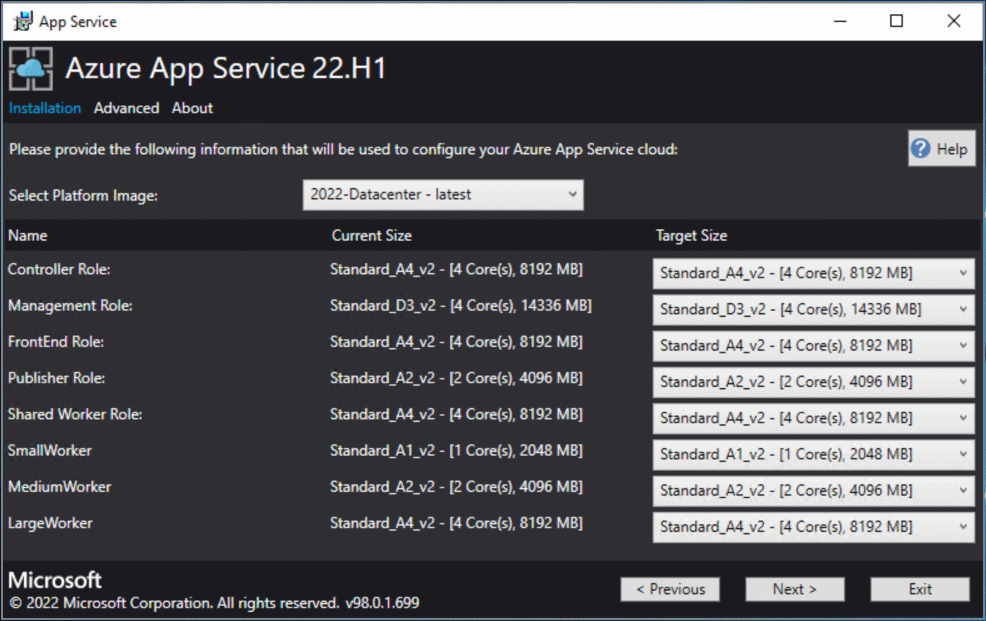 App Service
Azure App Service 22.H1
Installation Advanced About
Please provide the following information that will be used to configure your Azure App Service cloud:
? Help
Select Platform Image: 2022-Datacenter - latest
Name Current Size Target Size
Controller Role: Standard_A4_v2 - [4 Core(s), 8192 MB] Standard_A4_v2 - [4 Core(s), 8192 MB]
Management Role: Standard_D3_v2 - [4 Core(s), 14336 MB] Standard_D3_v2 - [4 Core(s), 14336 MB]
FrontEnd Role: Standard_A4_v2 - [4 Core(s), 8192 MB] Standard_A4_v2 - [4 Core(s), 8192 MB]
Publisher Role: Standard_A2_v2 - [2 Core(s), 4096 MB] Standard_A2_v2 - [2 Core(s), 4096 MB]
Shared Worker Role: Standard_A4_v2 - [4 Core(s), 8192 MB] Standard_A4_v2 - [4 Core(s), 8192 MB]
SmallWorker Standard_A1_v2 - [1 Core(s), 2048 MB] Standard_A1_v2 - [1 Core(s), 2048 MB]
MediumWorker Standard_A2_v2 - [2 Core(s), 4096 MB] Standard_A2_v2 - [2 Core(s), 4096 MB]
LargeWorker Standard_A4_v2 - [4 Core(s), 8192 MB] Standard_A4_v2 - [4 Core(s), 8192 MB]
Microsoft
© 2022 Microsoft Corporation. All rights reserved. v98.0.1.699
< Previous Next > Exit